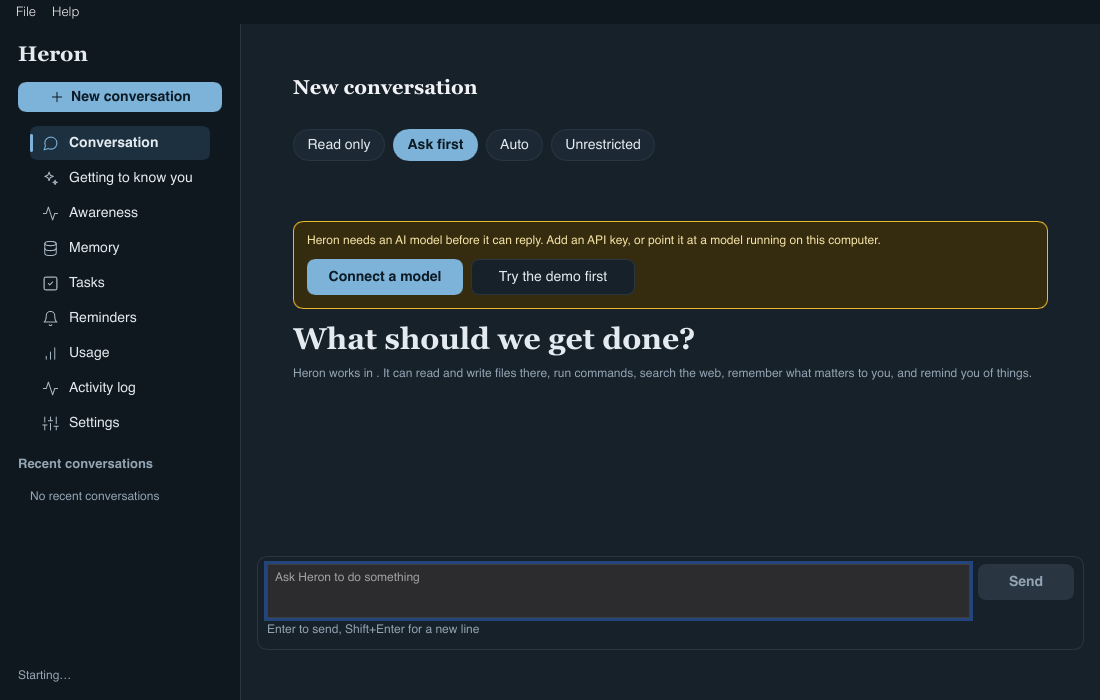 File Help
Heron
New conversation
Conversation
Getting to know you
Awareness
Memory
Tasks
Reminders
Usage
Activity log
Settings
Recent conversations
No recent conversations
Starting…
New conversation
Read only Ask first Auto Unrestricted
Heron needs an AI model before it can reply. Add an API key, or point it at a model running on this computer.
Connect a model Try the demo first
What should we get done?
Heron works in . It can read and write files there, run commands, search the web, remember what matters to you, and remind you of things.
Ask Heron to do something
Send
Enter to send, Shift+Enter for a new line